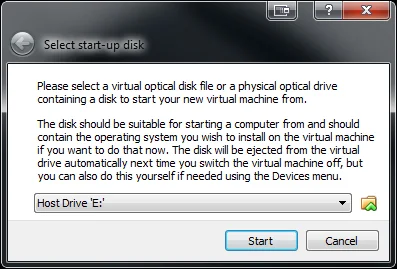 Select start-up disk
Please select a virtual optical disk file or a physical optical drive
containing a disk to start your new virtual machine from.
The disk should be suitable for starting a computer from and should
contain the operating system you wish to install on the virtual machine
if you want to do that now. The disk will be ejected from the virtual
drive automatically next time you switch the virtual machine off, but
you can also do this yourself if needed using the Devices menu.
Host Drive 'E:'
Start
Cancel